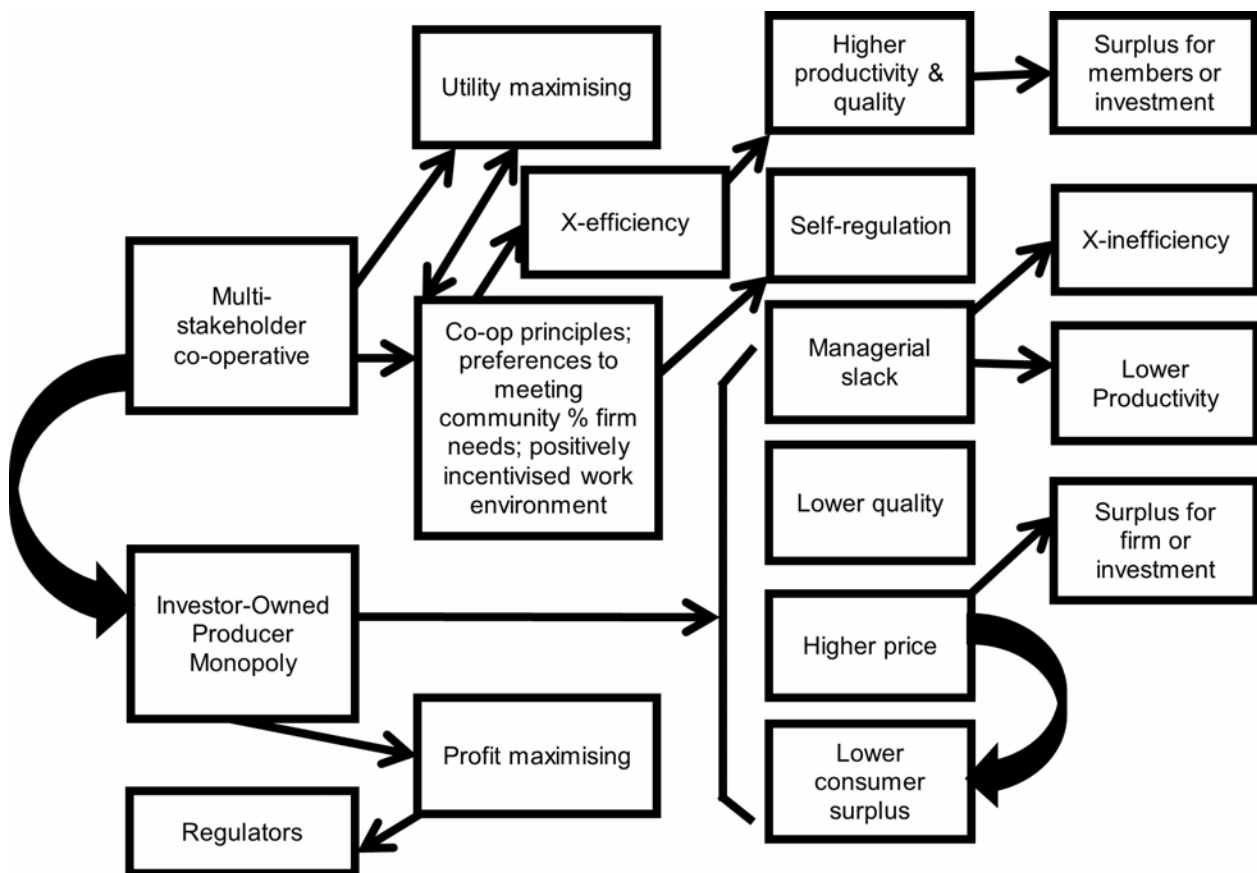 Utility maximising
Higher
productivity &
quality
Surplus for
members or
investment
X-efficiency
Self-regulation
X-inefficiency
Multi-
stakeholder
co-operative
Co-op principles;
preferences to
meeting
community % firm
needs; positively
incentivised work
environment
Managerial
slack
Lower
Productivity
Lower quality
Surplus for
firm or
investment
Investor-Owned
Producer
Monopoly
Higher price
Profit maximising
Lower
consumer
surplus
Regulators